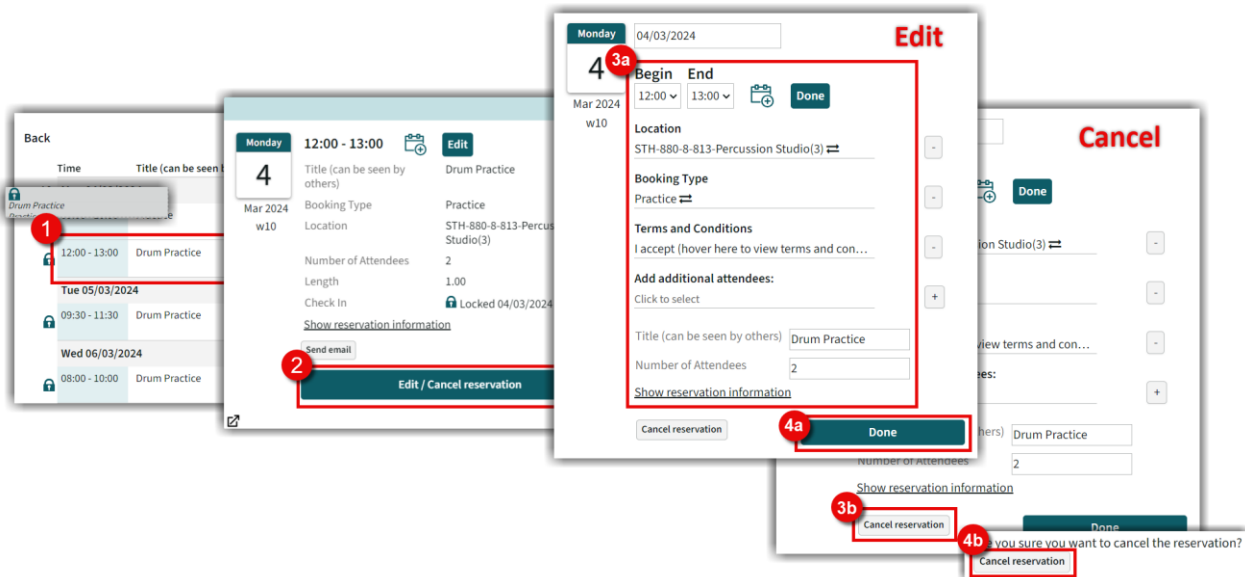 Back
Time Title (can be seen
Drum Practice
1
12:00 - 13:00 Drum Practice
Tue 05/03/2024
09:30 - 11:30 Drum Practice
Wed 06/03/2024
08:00 - 10:00 Drum Practice
Monday
4
Mar 2024
w10
12:00 - 13:00 Edit
Title (can be seen by
others) Drum Practice
Booking Type Practice
Location STH-880-8-813-Percus
Studio(3)
Number of Attendees 2
Length 1.00
Check In Locked 04/03/2024
Show reservation information
Send email
2
Edit / Cancel reservation
Edit
Monday
4
Mar 2024
w10
04/03/2024
3a
Begin End
12:00 13:00 Done
Location
STH-880-8-813-Percussion Studio(3)
-
Booking Type
Practice
-
Terms and Conditions
I accept (hover here to view terms and con...
-
Add additional attendees:
Click to select
+
Title (can be seen by others) Drum Practice
Number of Attendees 2
Show reservation information
Cancel reservation
4a
Done
Cancel
Done
ion Studio(3)
-
-
view terms and con...
-
ees:
+
hers) Drum Practice
Number of Attendees 2
Show reservation information
3b
Cancel reservation
Done
4b
you sure you want to cancel the reservation?
Cancel reservation